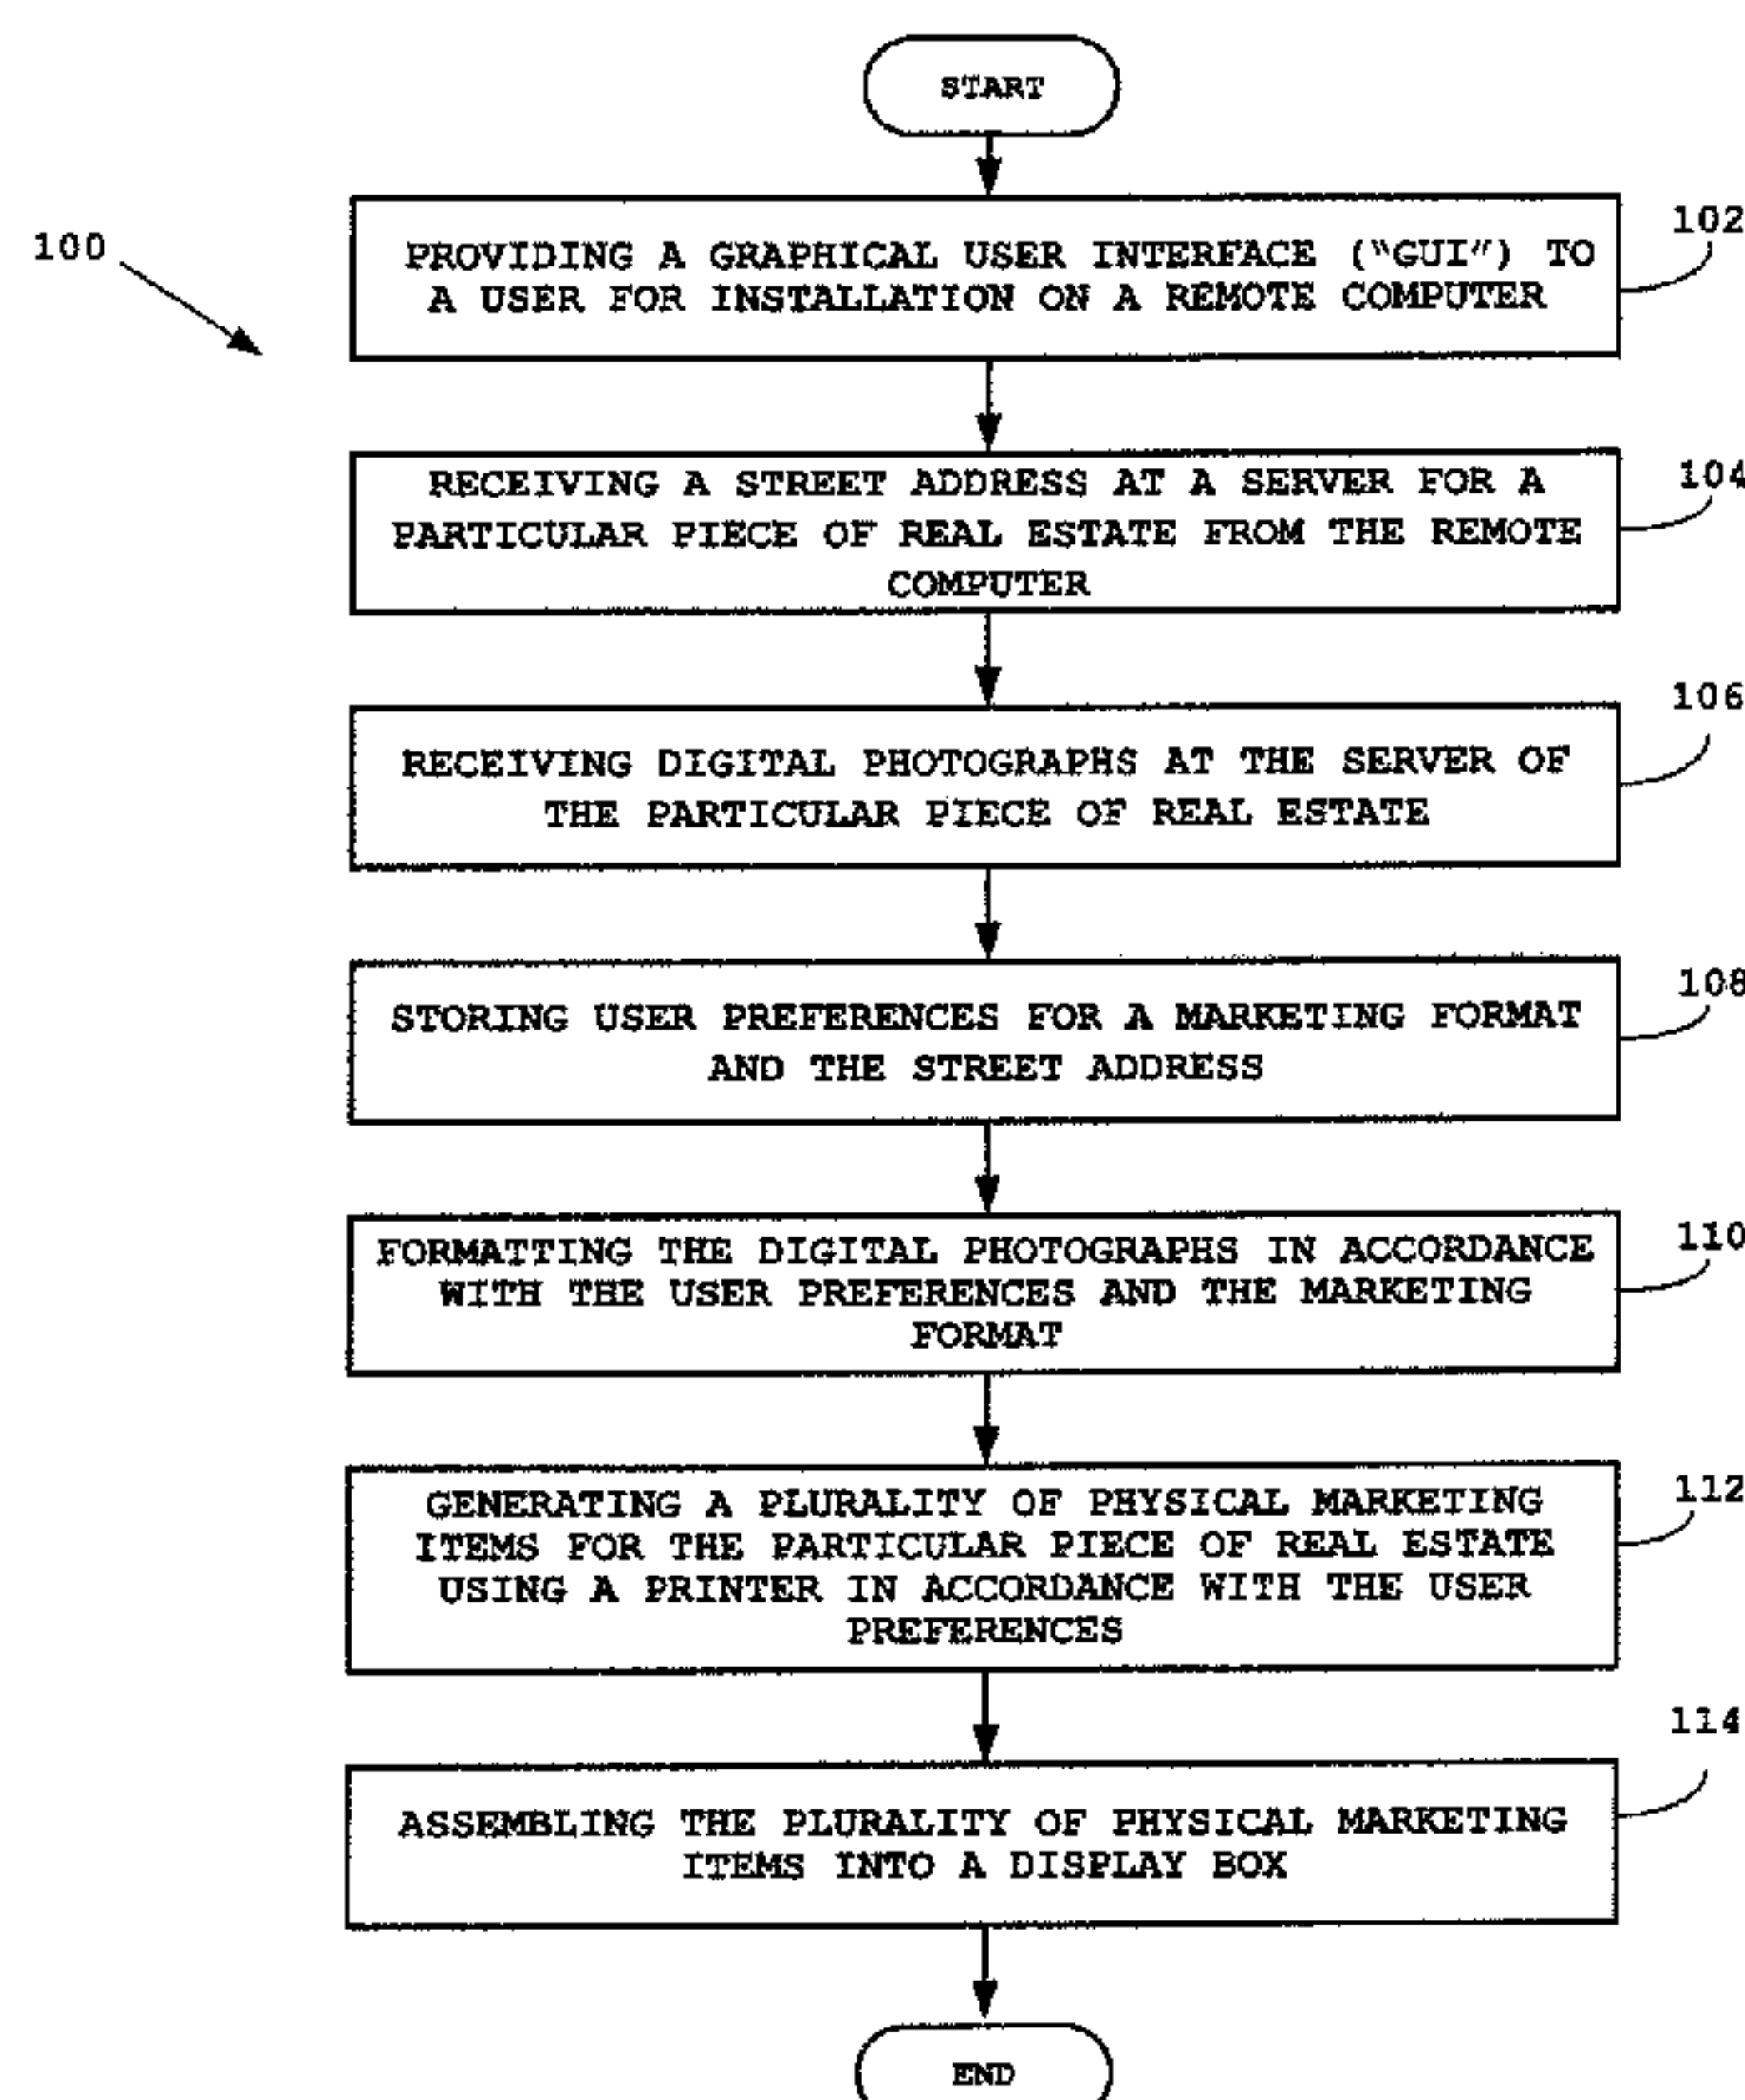 START
100
102
PROVIDING A GRAPHICAL USER INTERFACE ("GUI") TO
A USER FOR INSTALLATION ON A REMOTE COMPUTER
104
RECEIVING A STREET ADDRESS AT A SERVER FOR A
PARTICULAR PIECE OF REAL ESTATE FROM THE REMOTE
COMPUTER
106
RECEIVING DIGITAL PHOTOGRAPHS AT THE SERVER OF
THE PARTICULAR PIECE OF REAL ESTATE
108
STORING USER PREFERENCES FOR A MARKETING FORMAT
AND THE STREET ADDRESS
110
FORMATTING THE DIGITAL PHOTOGRAPHS IN ACCORDANCE
WITH THE USER PREFERENCES AND THE MARKETING
FORMAT
112
GENERATING A PLURALITY OF PHYSICAL MARKETING
ITEMS FOR THE PARTICULAR PIECE OF REAL ESTATE
USING A PRINTER IN ACCORDANCE WITH THE USER
PREFERENCES
114
ASSEMBLING THE PLURALITY OF PHYSICAL MARKETING
ITEMS INTO A DISPLAY BOX
END